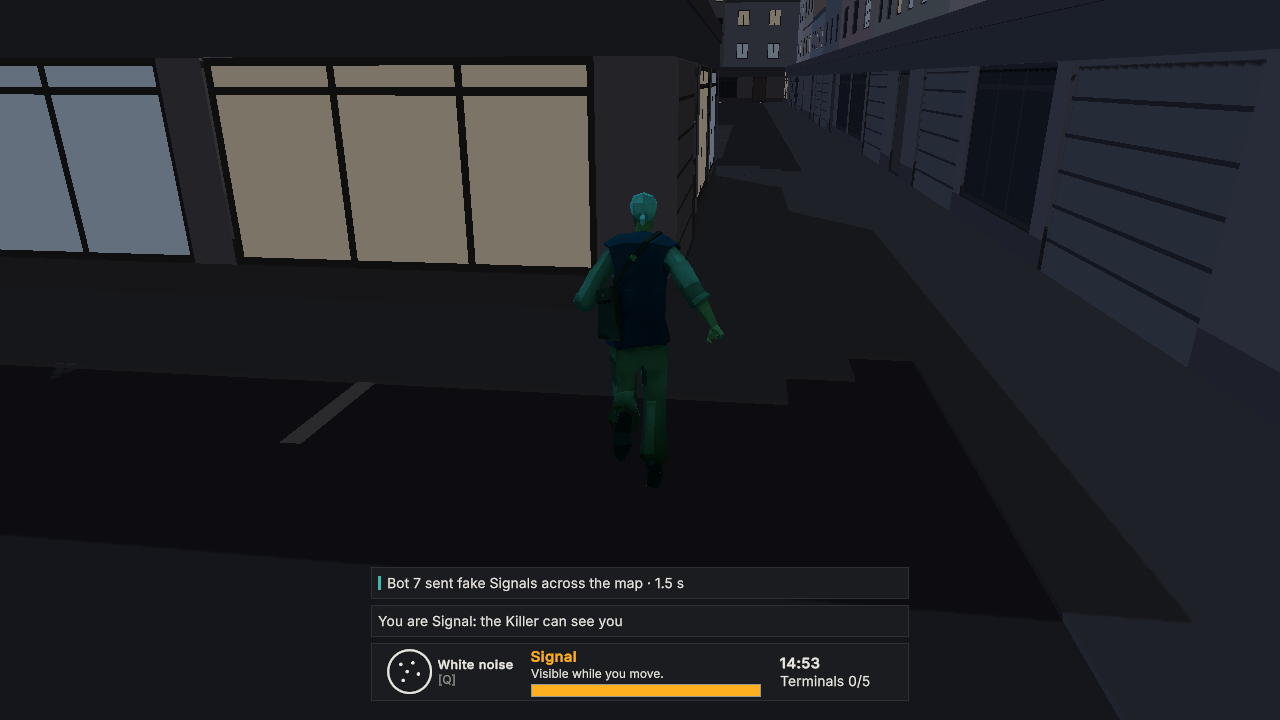 Bot 7 sent fake Signals across the map · 1.5 s
You are Signal: the Killer can see you
White noise
[Q]
Signal
Visible while you move.
14:53
Terminals 0/5